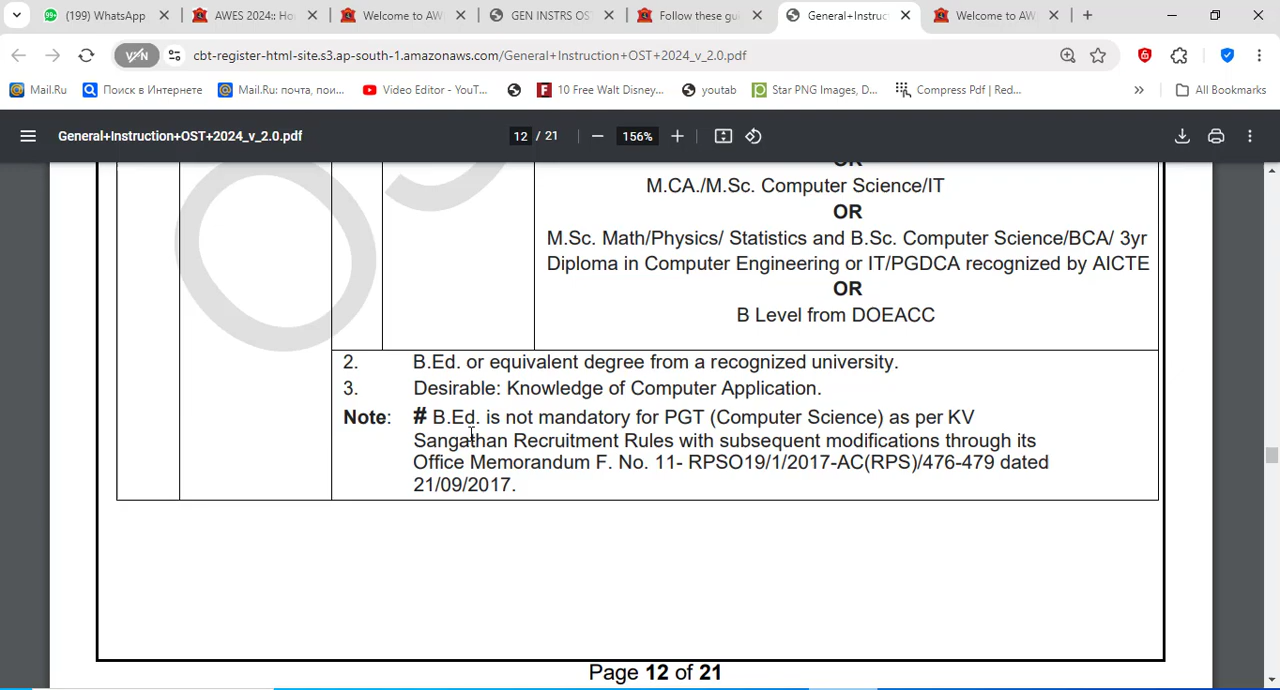 (199) WhatsApp
AWES 2024:: Ho
Welcome to AW
GEN INSTRS OS
Follow these gu
General+Instruc
Welcome to AW
VPN
cbt-register-html-site.s3.ap-south-1.amazonaws.com/General+Instruction+OST+2024_v_2.0.pdf
Mail.Ru
Поиск в Интернете
Mail.Ru: почта, пои...
Video Editor - YouT...
10 Free Walt Disney...
youtab
Star PNG Images, D...
Compress Pdf | Red...
»
All Bookmarks
General+Instruction+OST+2024_v_2.0.pdf
12 / 21
156%
OR
M.CA./M.Sc. Computer Science/IT
OR
M.Sc. Math/Physics/ Statistics and B.Sc. Computer Science/BCA/ 3yr
Diploma in Computer Engineering or IT/PGDCA recognized by AICTE
OR
B Level from DOEACC
2. B.Ed. or equivalent degree from a recognized university.
3. Desirable: Knowledge of Computer Application.
Note: # B.Ed. is not mandatory for PGT (Computer Science) as per KV
Sangathan Recruitment Rules with subsequent modifications through its
Office Memorandum F. No. 11- RPSO19/1/2017-AC(RPS)/476-479 dated
21/09/2017.
Page 12 of 21